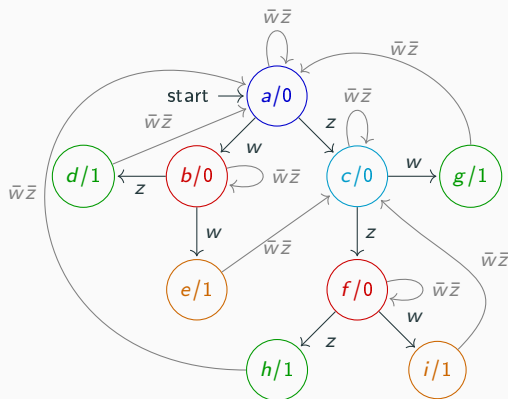 w̄z̄
w̄z̄
start a/0
w̄z̄
w̄z̄
z
w
d/1 b/0 w̄z̄ c/0 w g/1
z
w z
w̄z̄ w̄z̄
w̄z̄
e/1 f/0 w̄z̄
w
z
h/1 i/1